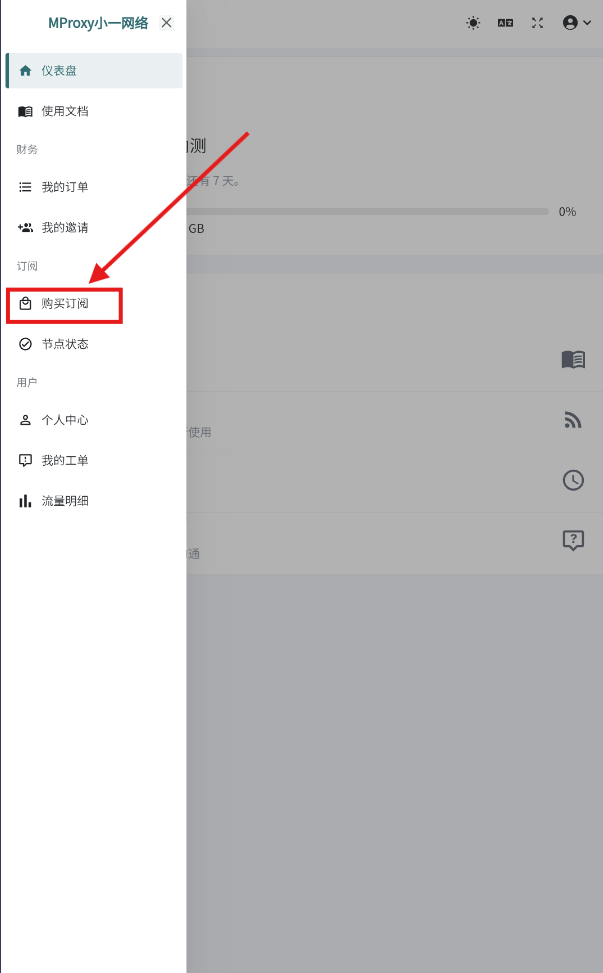 MProxy小一网络
仪表盘
使用文档
财务
我的订单
我的邀请
订阅
购买订阅
节点状态
用户
个人中心
我的工单
流量明细
测
还有 7 天。
0%
GB
使用
通